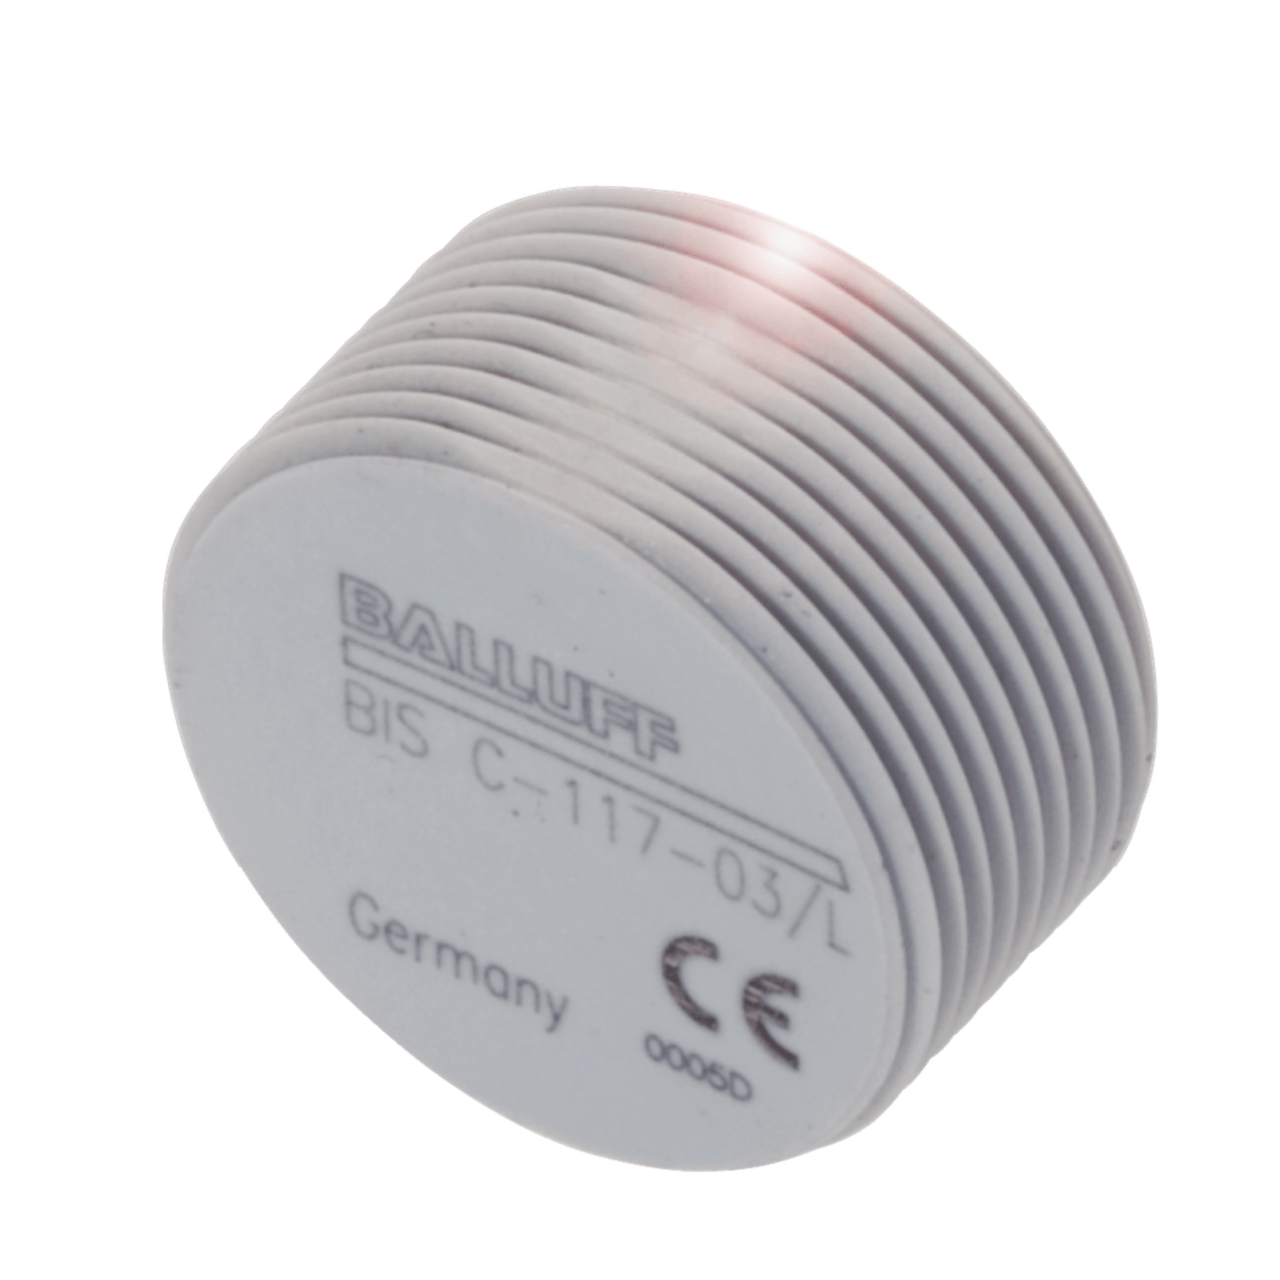 BALLUFF
BIS C-117-03/L
Germany
CE
0005D